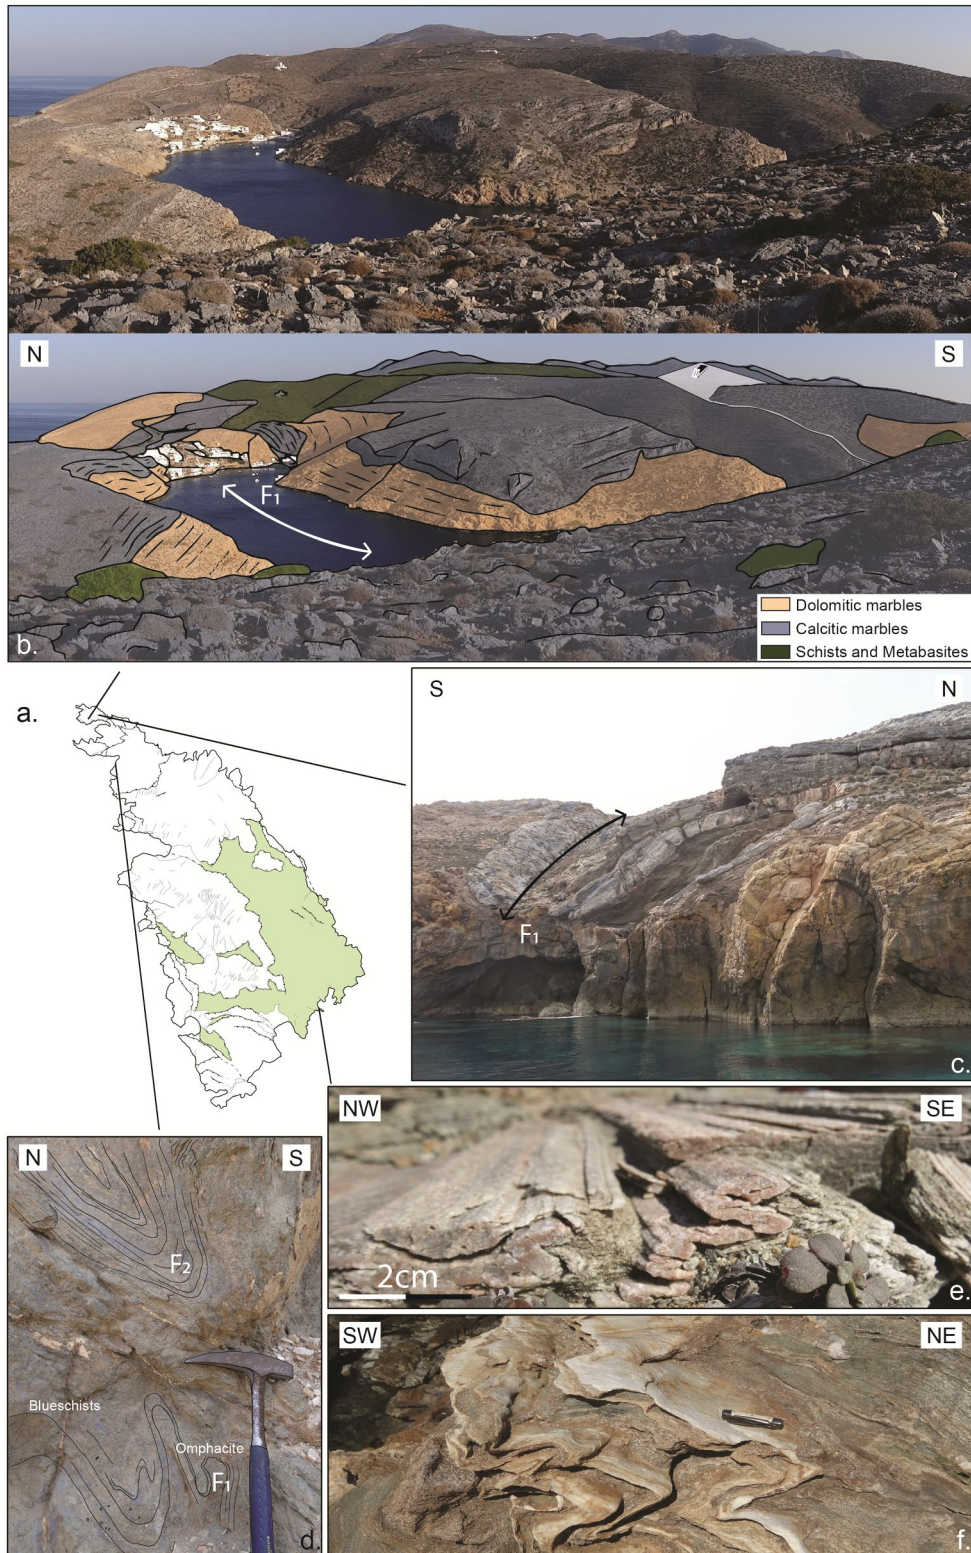 N
S
F1
Dolomitic marbles
Calcitic marbles
Schists and Metabasites
b.
a.
S
N
F1
c.
N
S
F2
Blueschists
Omphacite
F1
d.
NW
SE
2cm
e.
SW
NE
f.